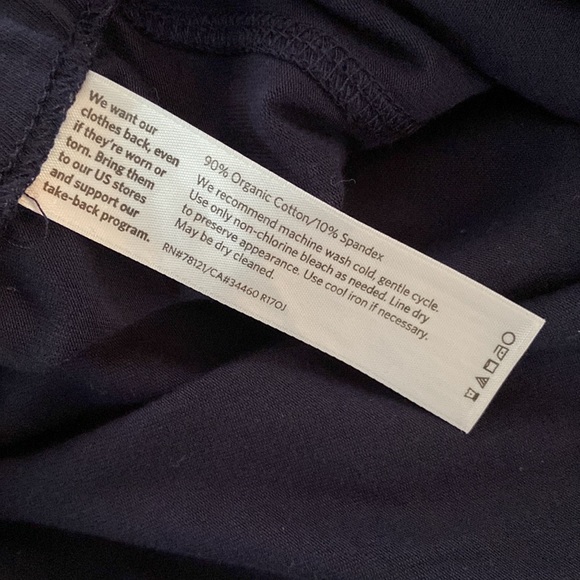 We want our
clothes back, even
if they're worn or
torn. Bring them
to our US stores
and support our
take-back program.
90% Organic Cotton/10% Spandex
We recommend machine wash cold, gentle cycle.
Use only non-chlorine bleach as needed. Line dry
to preserve appearance. Use cool iron if necessary.
May be dry cleaned.
RN#78121/CA#34460 R17OJ